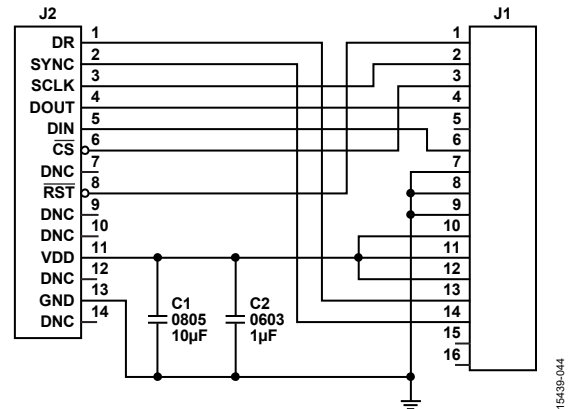 J2
J1
DR 1
SYNC 2
SCLK 3
DOUT 4
DIN 5
CS 6
DNC 7
RST 8
DNC 9
DNC 10
VDD 11
DNC 12
GND 13
DNC 14
1
2
3
4
5
6
7
8
9
10
11
12
13
14
15
16
C1
0805
10µF
C2
0603
1µF
15439-044